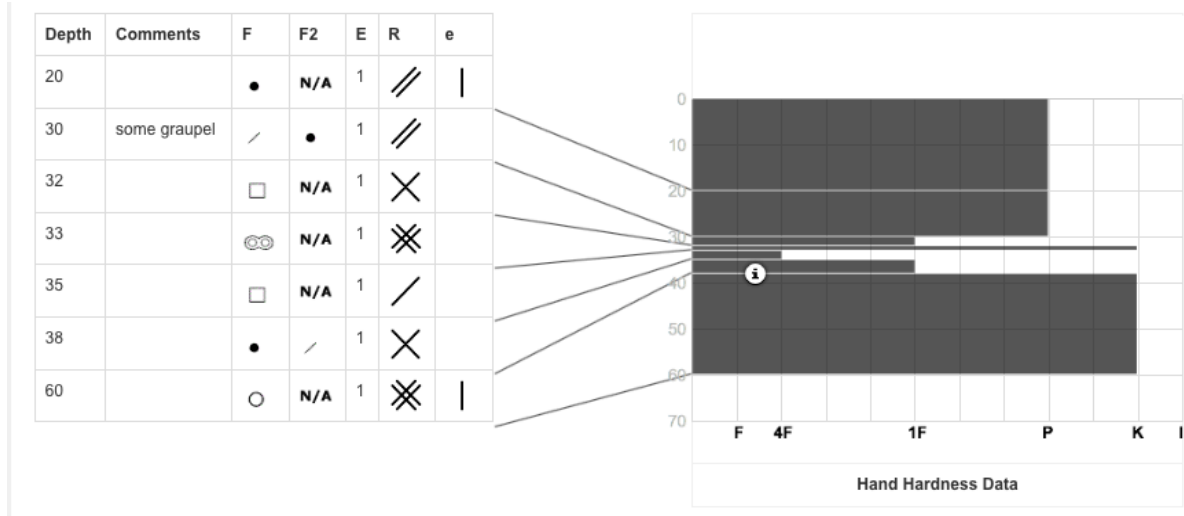 Depth Comments F F2 E R e
20 N/A 1
30 some graupel 1
32 N/A 1
33 N/A 1
35 N/A 1
38 1
60 N/A 1
0
10
20
30
40
50
60
70
F 4F 1F P K
Hand Hardness Data